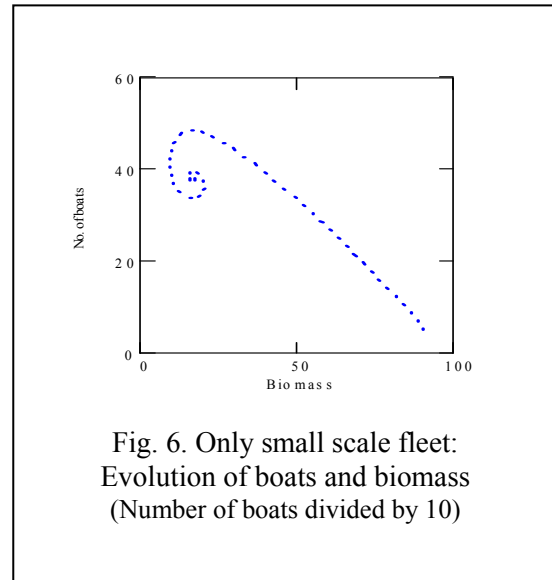 60
40
20
0
No. of boats
0 50 100
Biomass
Fig. 6. Only small scale fleet:
Evolution of boats and biomass
(Number of boats divided by 10)